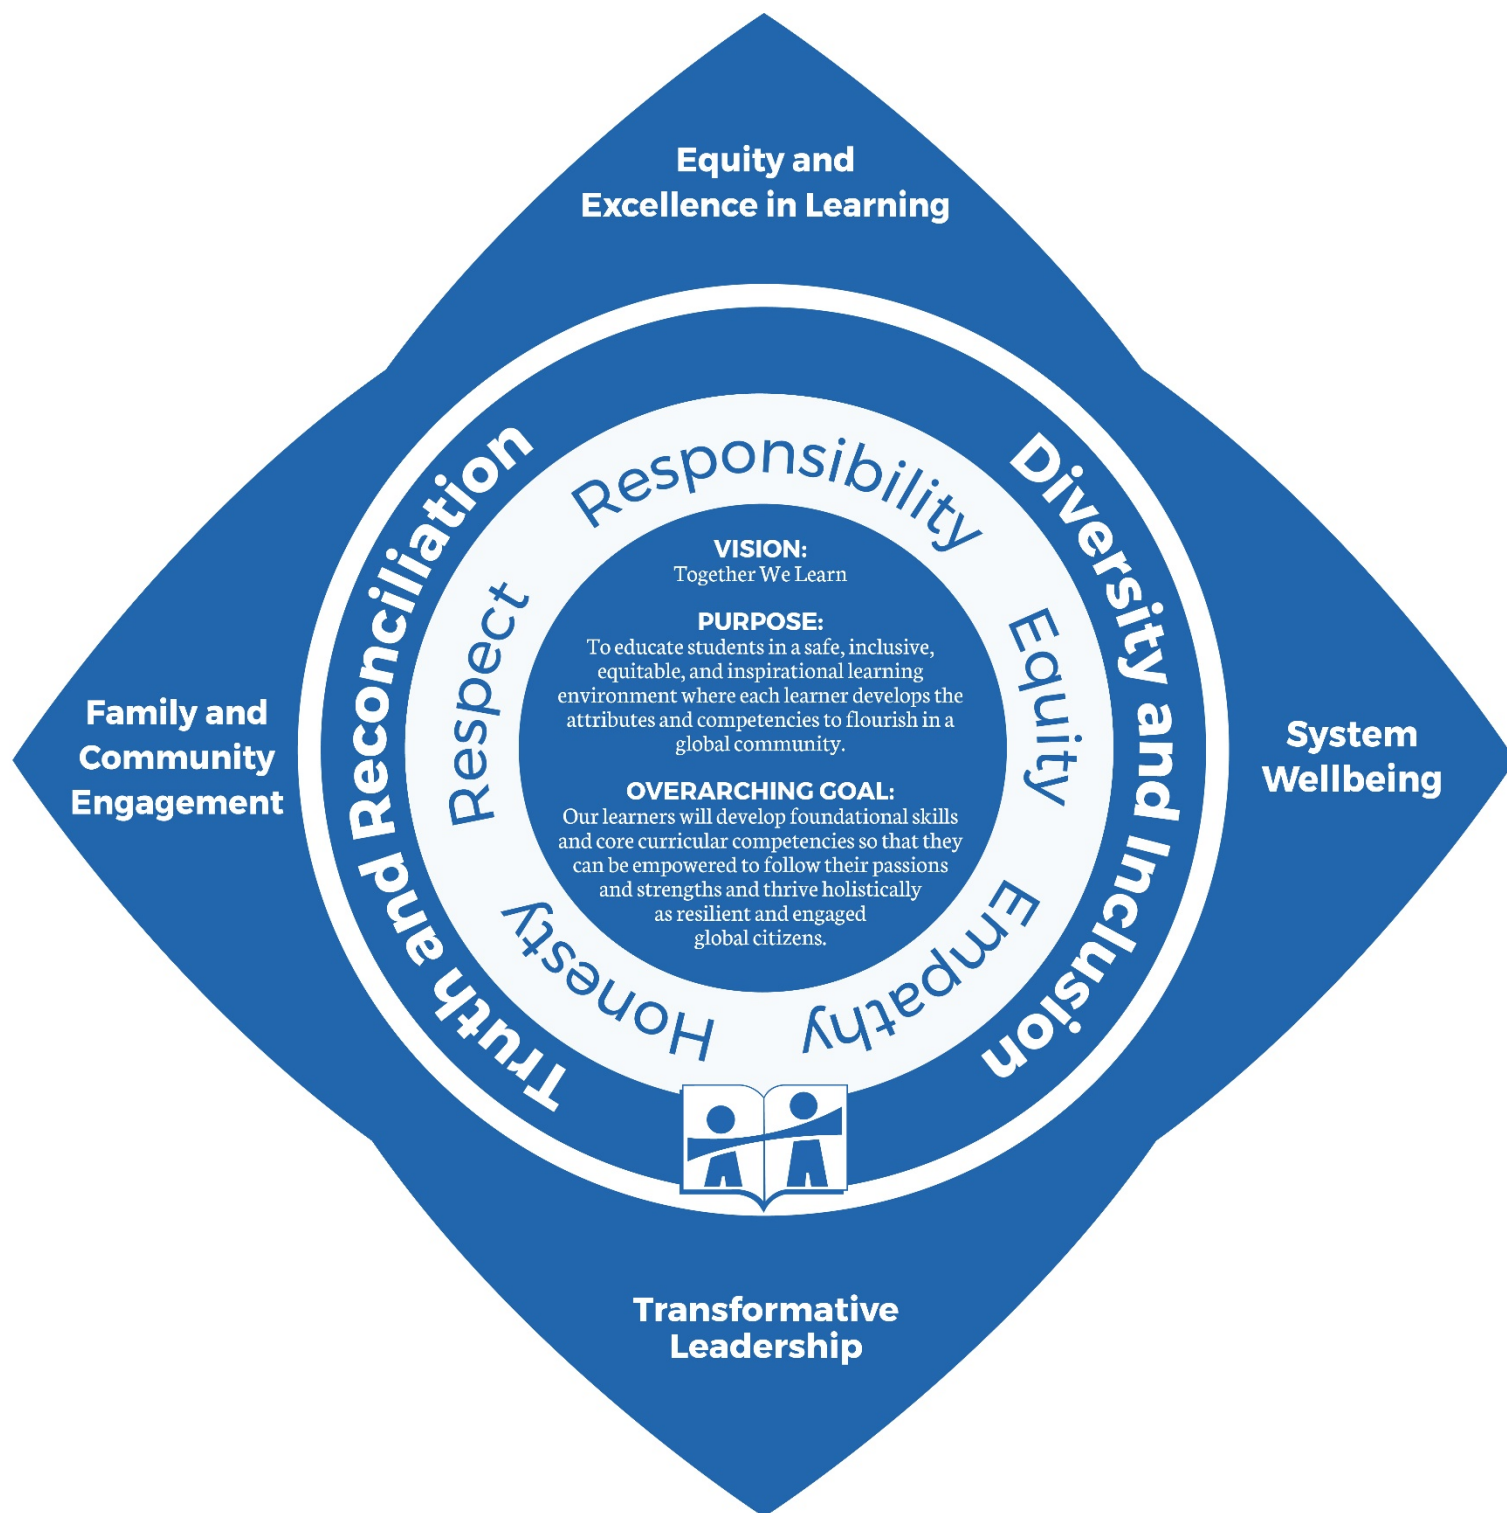 Equity and
Excellence in Learning
Truth and Reconciliation
Diversity and Inclusion
Responsibility
Respect
Equity
Honesty
Empathy
VISION:
Together We Learn
PURPOSE:
To educate students in a safe, inclusive,
equitable, and inspirational learning
environment where each learner develops the
attributes and competencies to flourish in a
global community.
OVERARCHING GOAL:
Our learners will develop foundational skills
and core curricular competencies so that they
can be empowered to follow their passions
and strengths and thrive holistically
as resilient and engaged
global citizens.
Family and
Community
Engagement
System
Wellbeing
Transformative
Leadership